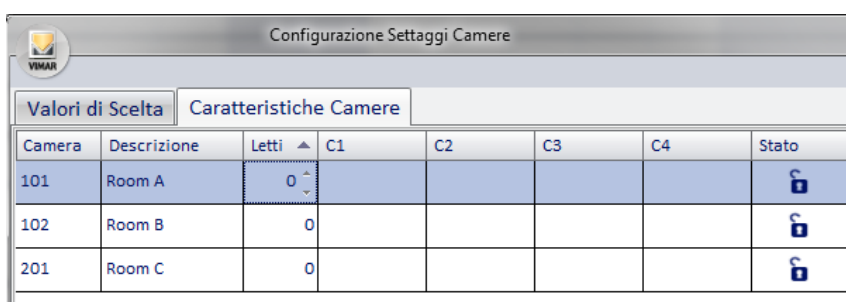 Configurazione Settaggi Camere
VIMAR
Valori di Scelta Caratteristiche Camere
Camera Descrizione Letti C1 C2 C3 C4 Stato
101 Room A 0
102 Room B 0
201 Room C 0